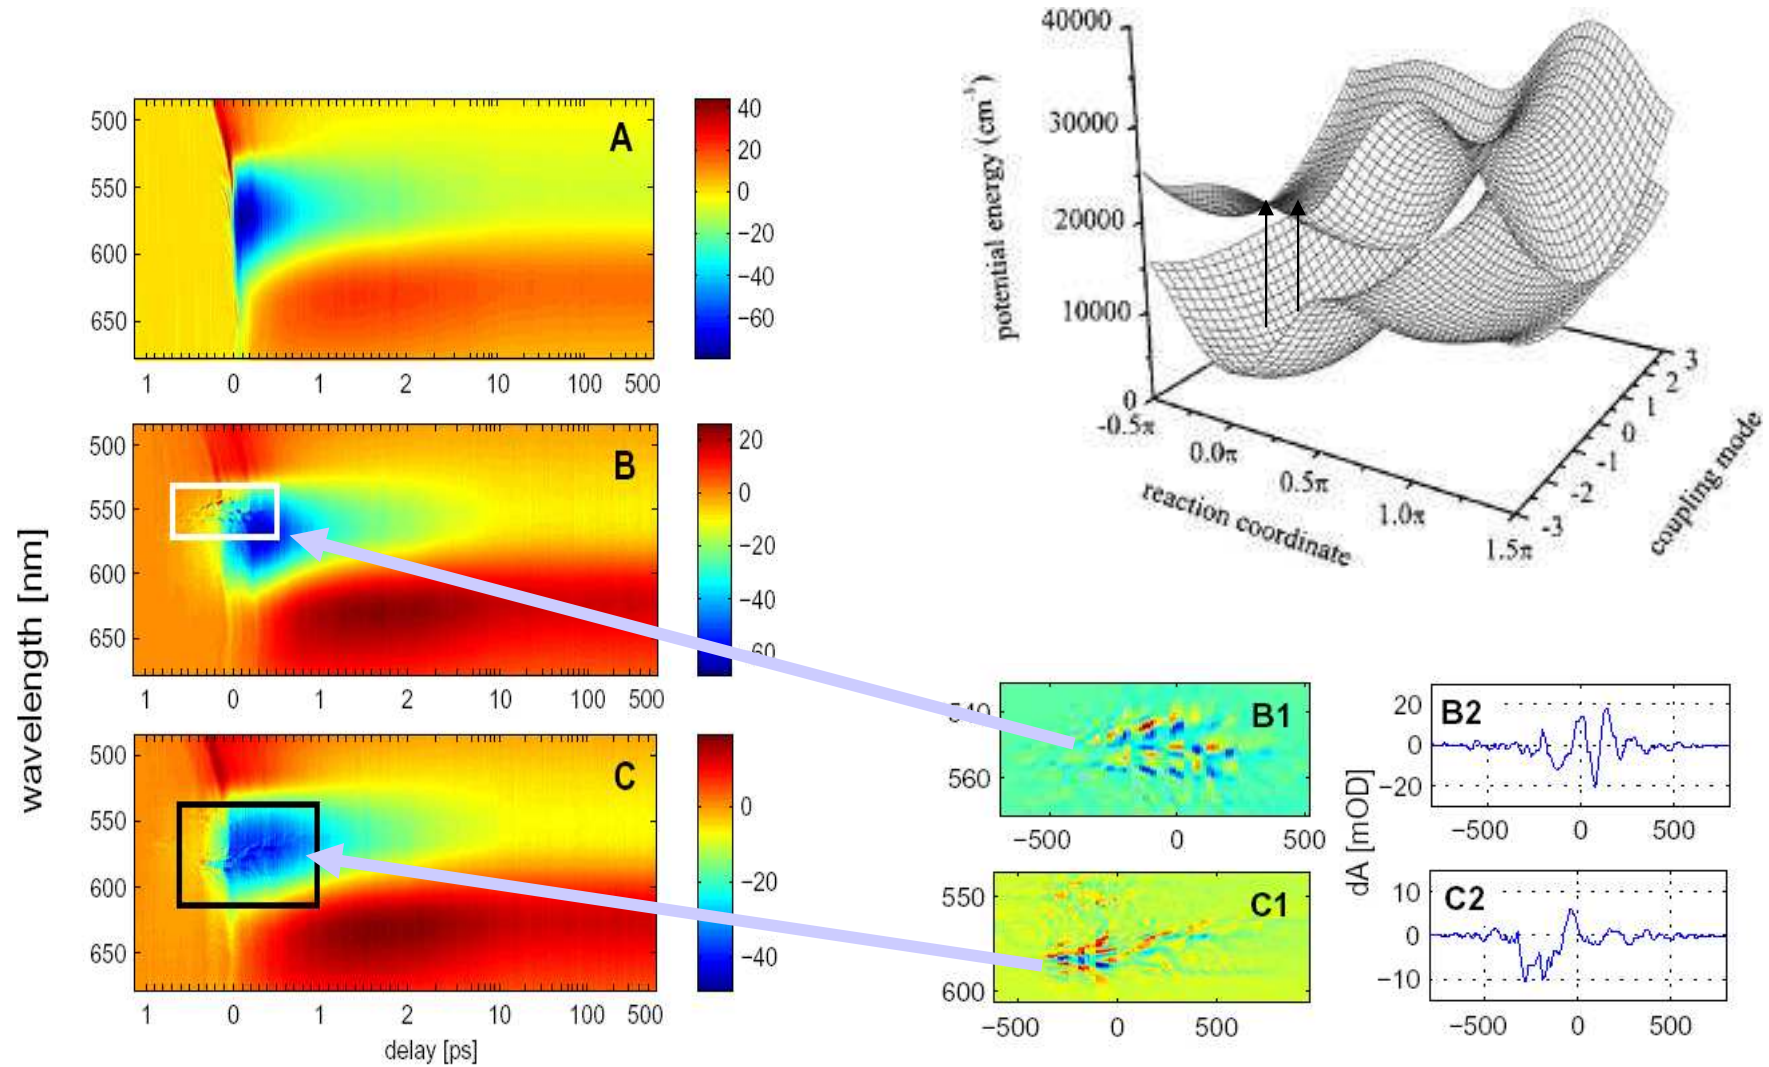 wavelength [nm]
A
500
550
600
650
1 0 1 2 10 100 500
40
20
0
−20
−40
−60
B
500
550
600
650
1 0 1 2 10 100 500
20
0
−20
−40
60
C
500
550
600
650
1 0 1 2 10 100 500
delay [ps]
0
−20
−40
potential energy (cm⁻¹)
40000
30000
20000
10000
0
-0.5π
0.0π
0.5π
1.0π
1.5π
reaction coordinate
3
2
1
0
-1
-2
-3
coupling mode
B1
540
560
−500 0 500
C1
550
600
−500 0 500
dA [mOD]
B2
20
0
−20
−500 0 500
C2
10
0
−10
−500 0 500